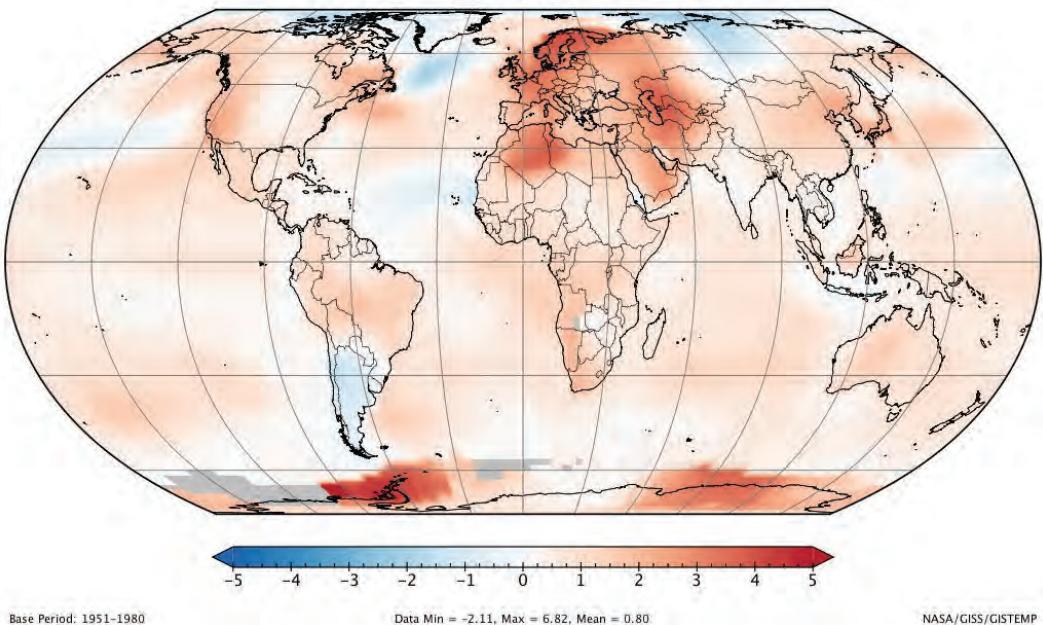 −5 −4 −3 −2 −1 0 1 2 3 4 5
Base Period: 1951–1980 Data Min = −2.11, Max = 6.82, Mean = 0.80 NASA/GISS/GISTEMP